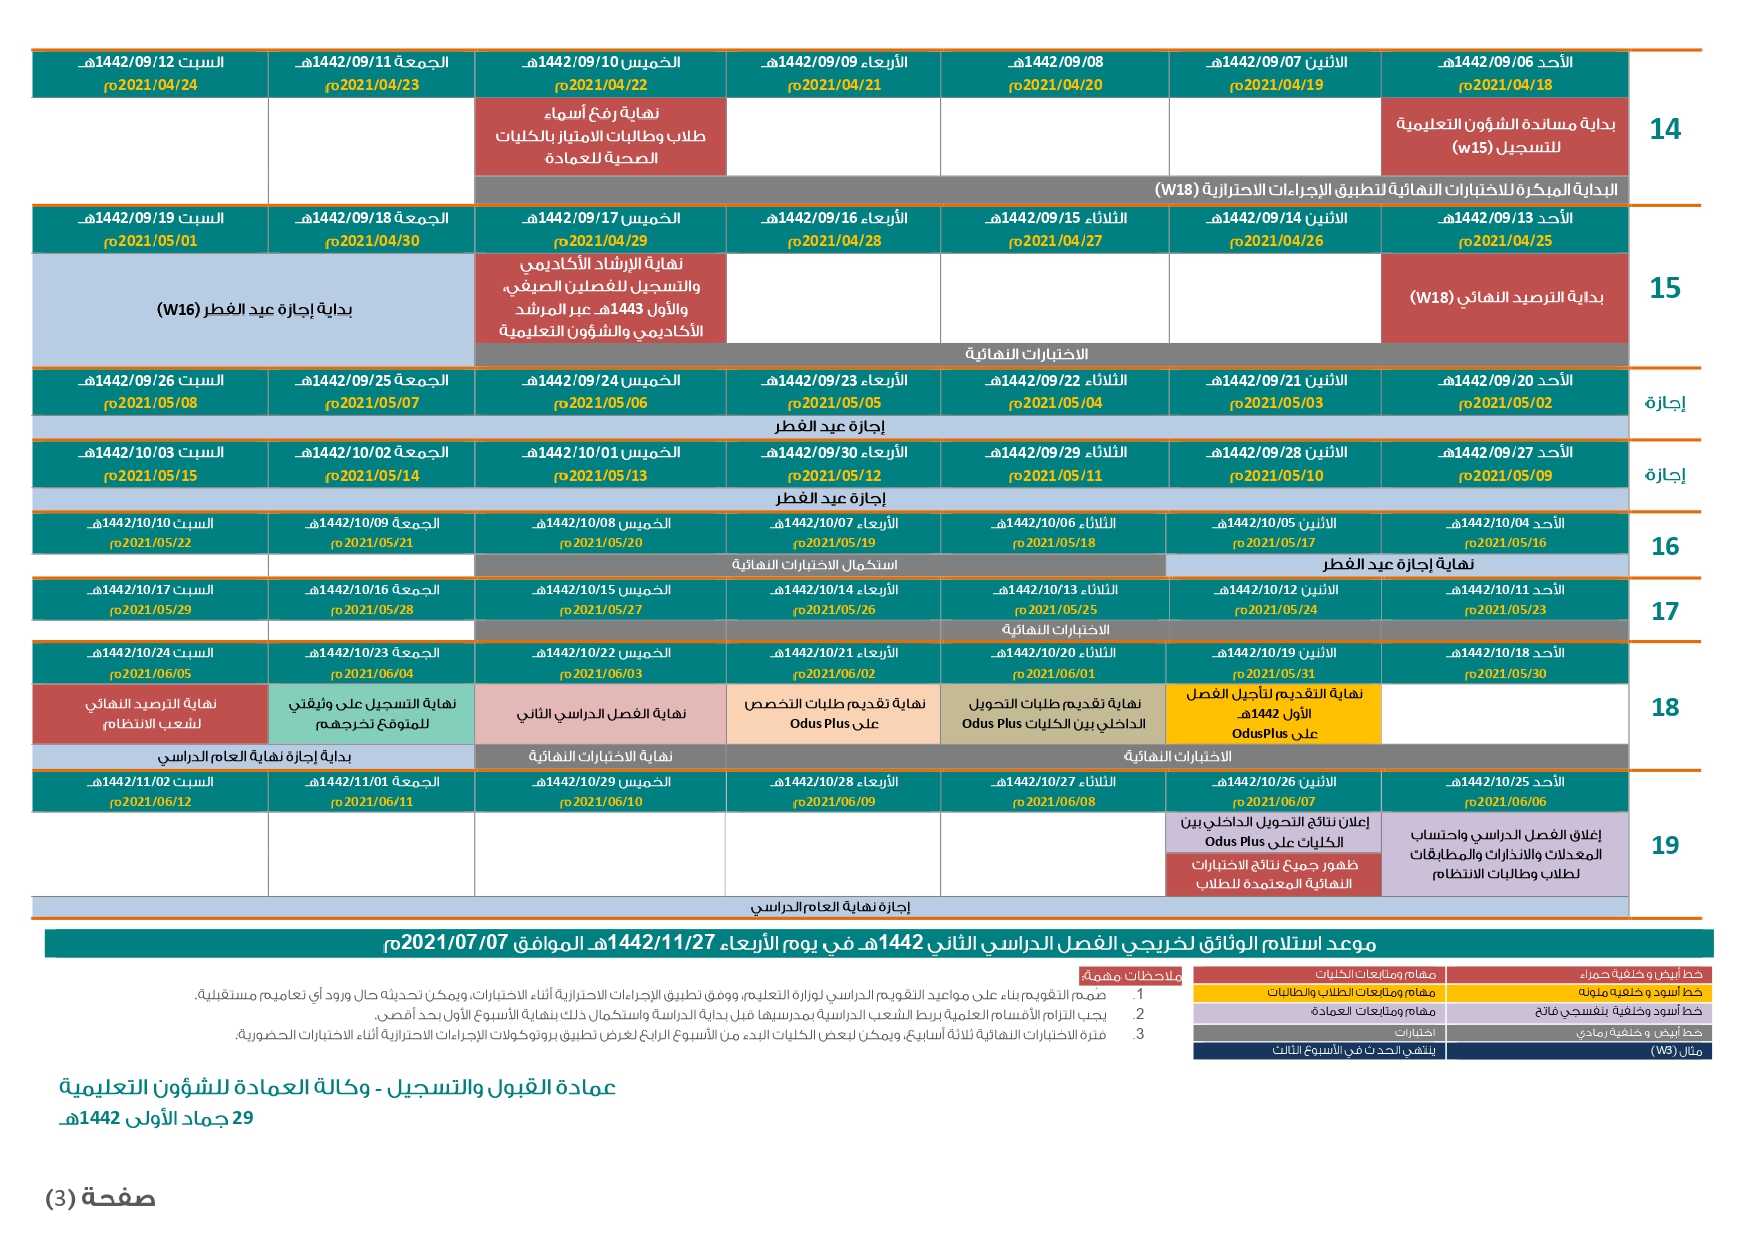 14
الأحد 1442/09/06هـ
2021/04/18م
الاثنين 1442/09/07هـ
2021/04/19م
1442/09/08هـ
2021/04/20م
الأربعاء 1442/09/09هـ
2021/04/21م
الخميس 1442/09/10هـ
2021/04/22م
الجمعة 1442/09/11هـ
2021/04/23م
السبت 1442/09/12هـ
2021/04/24م
بداية مساندة الشؤون التعليمية
للتسجيل (w15)
نهاية رفع أسماء
طلاب وطالبات الامتياز بالكليات
الصحية للعمادة
البداية المبكرة للاختبارات النهائية لتطبيق الإجراءات الاحترازية (W18)
15
الأحد 1442/09/13هـ
2021/04/25م
الاثنين 1442/09/14هـ
2021/04/26م
الثلاثاء 1442/09/15هـ
2021/04/27م
الأربعاء 1442/09/16هـ
2021/04/28م
الخميس 1442/09/17هـ
2021/04/29م
الجمعة 1442/09/18هـ
2021/04/30م
السبت 1442/09/19هـ
2021/05/01م
بداية الترصيد النهائي (W18)
نهاية الإرشاد الأكاديمي
والتسجيل للفصلين الصيفي،
والأول 1443هـ عبر المرشد
الأكاديمي والشؤون التعليمية
بداية إجازة عيد الفطر (W16)
الاختبارات النهائية
إجازة
الأحد 1442/09/20هـ
2021/05/02م
الاثنين 1442/09/21هـ
2021/05/03م
الثلاثاء 1442/09/22هـ
2021/05/04م
الأربعاء 1442/09/23هـ
2021/05/05م
الخميس 1442/09/24هـ
2021/05/06م
الجمعة 1442/09/25هـ
2021/05/07م
السبت 1442/09/26هـ
2021/05/08م
إجازة عيد الفطر
إجازة
الأحد 1442/09/27هـ
2021/05/09م
الاثنين 1442/09/28هـ
2021/05/10م
الثلاثاء 1442/09/29هـ
2021/05/11م
الأربعاء 1442/09/30هـ
2021/05/12م
الخميس 1442/10/01هـ
2021/05/13م
الجمعة 1442/10/02هـ
2021/05/14م
السبت 1442/10/03هـ
2021/05/15م
إجازة عيد الفطر
16
الأحد 1442/10/04هـ
2021/05/16م
الاثنين 1442/10/05هـ
2021/05/17م
الثلاثاء 1442/10/06هـ
2021/05/18م
الأربعاء 1442/10/07هـ
2021/05/19م
الخميس 1442/10/08هـ
2021/05/20م
الجمعة 1442/10/09هـ
2021/05/21م
السبت 1442/10/10هـ
2021/05/22م
نهاية إجازة عيد الفطر
استكمال الاختبارات النهائية
17
الأحد 1442/10/11هـ
2021/05/23م
الاثنين 1442/10/12هـ
2021/05/24م
الثلاثاء 1442/10/13هـ
2021/05/25م
الأربعاء 1442/10/14هـ
2021/05/26م
الخميس 1442/10/15هـ
2021/05/27م
الجمعة 1442/10/16هـ
2021/05/28م
السبت 1442/10/17هـ
2021/05/29م
الاختبارات النهائية
18
الأحد 1442/10/18هـ
2021/05/30م
الاثنين 1442/10/19هـ
2021/05/31م
الثلاثاء 1442/10/20هـ
2021/06/01م
الأربعاء 1442/10/21هـ
2021/06/02م
الخميس 1442/10/22هـ
2021/06/03م
الجمعة 1442/10/23هـ
2021/06/04م
السبت 1442/10/24هـ
2021/06/05م
نهاية التقديم لتأجيل الفصل
الأول 1442هـ
على OdusPlus
نهاية تقديم طلبات التحويل
الداخلي بين الكليات Odus Plus
نهاية تقديم طلبات التخصص
على Odus Plus
نهاية الفصل الدراسي الثاني
نهاية التسجيل على وثيقتي
للمتوقع تخرجهم
نهاية الترصيد النهائي
لشعب الانتظام
الاختبارات النهائية
نهاية الاختبارات النهائية
بداية إجازة نهاية العام الدراسي
19
الأحد 1442/10/25هـ
2021/06/06م
الاثنين 1442/10/26هـ
2021/06/07م
الثلاثاء 1442/10/27هـ
2021/06/08م
الأربعاء 1442/10/28هـ
2021/06/09م
الخميس 1442/10/29هـ
2021/06/10م
الجمعة 1442/11/01هـ
2021/06/11م
السبت 1442/11/02هـ
2021/06/12م
إغلاق الفصل الدراسي واحتساب
المعدلات والانذارات والمطابقات
لطلاب وطالبات الانتظام
إعلان نتائج التحويل الداخلي بين
الكليات على Odus Plus
ظهور جميع نتائج الاختبارات
النهائية المعتمدة للطلاب
إجازة نهاية العام الدراسي
موعد استلام الوثائق لخريجي الفصل الدراسي الثاني 1442هـ في يوم الأربعاء 1442/11/27هـ الموافق 2021/07/07م
خط أبيض و خلفية حمراء
مهام ومتابعات الكليات
خط أسود و خلفيه ملونه
مهام ومتابعات الطلاب والطالبات
خط أسود وخلفية بنفسجي فاتح
مهام ومتابعات العمادة
خط أبيض و خلفية رمادي
اختبارات
مثال (W3)
ينتهي الحدث في الأسبوع الثالث
ملاحظات مهمة:
1. صُمم التقويم بناء على مواعيد التقويم الدراسي لوزارة التعليم، ووفق تطبيق الإجراءات الاحترازية أثناء الاختبارات، ويمكن تحديثه حال ورود أي تعاميم مستقبلية.
2. يجب التزام الأقسام العلمية بربط الشعب الدراسية بمدرسيها قبل بداية الدراسة واستكمال ذلك بنهاية الأسبوع الأول بحد أقصى.
3. فترة الاختبارات النهائية ثلاثة أسابيع، ويمكن لبعض الكليات البدء من الأسبوع الرابع لغرض تطبيق بروتوكولات الإجراءات الاحترازية أثناء الاختبارات الحضورية.
عمادة القبول والتسجيل - وكالة العمادة للشؤون التعليمية
29 جماد الأولى 1442هـ
صفحة (3)